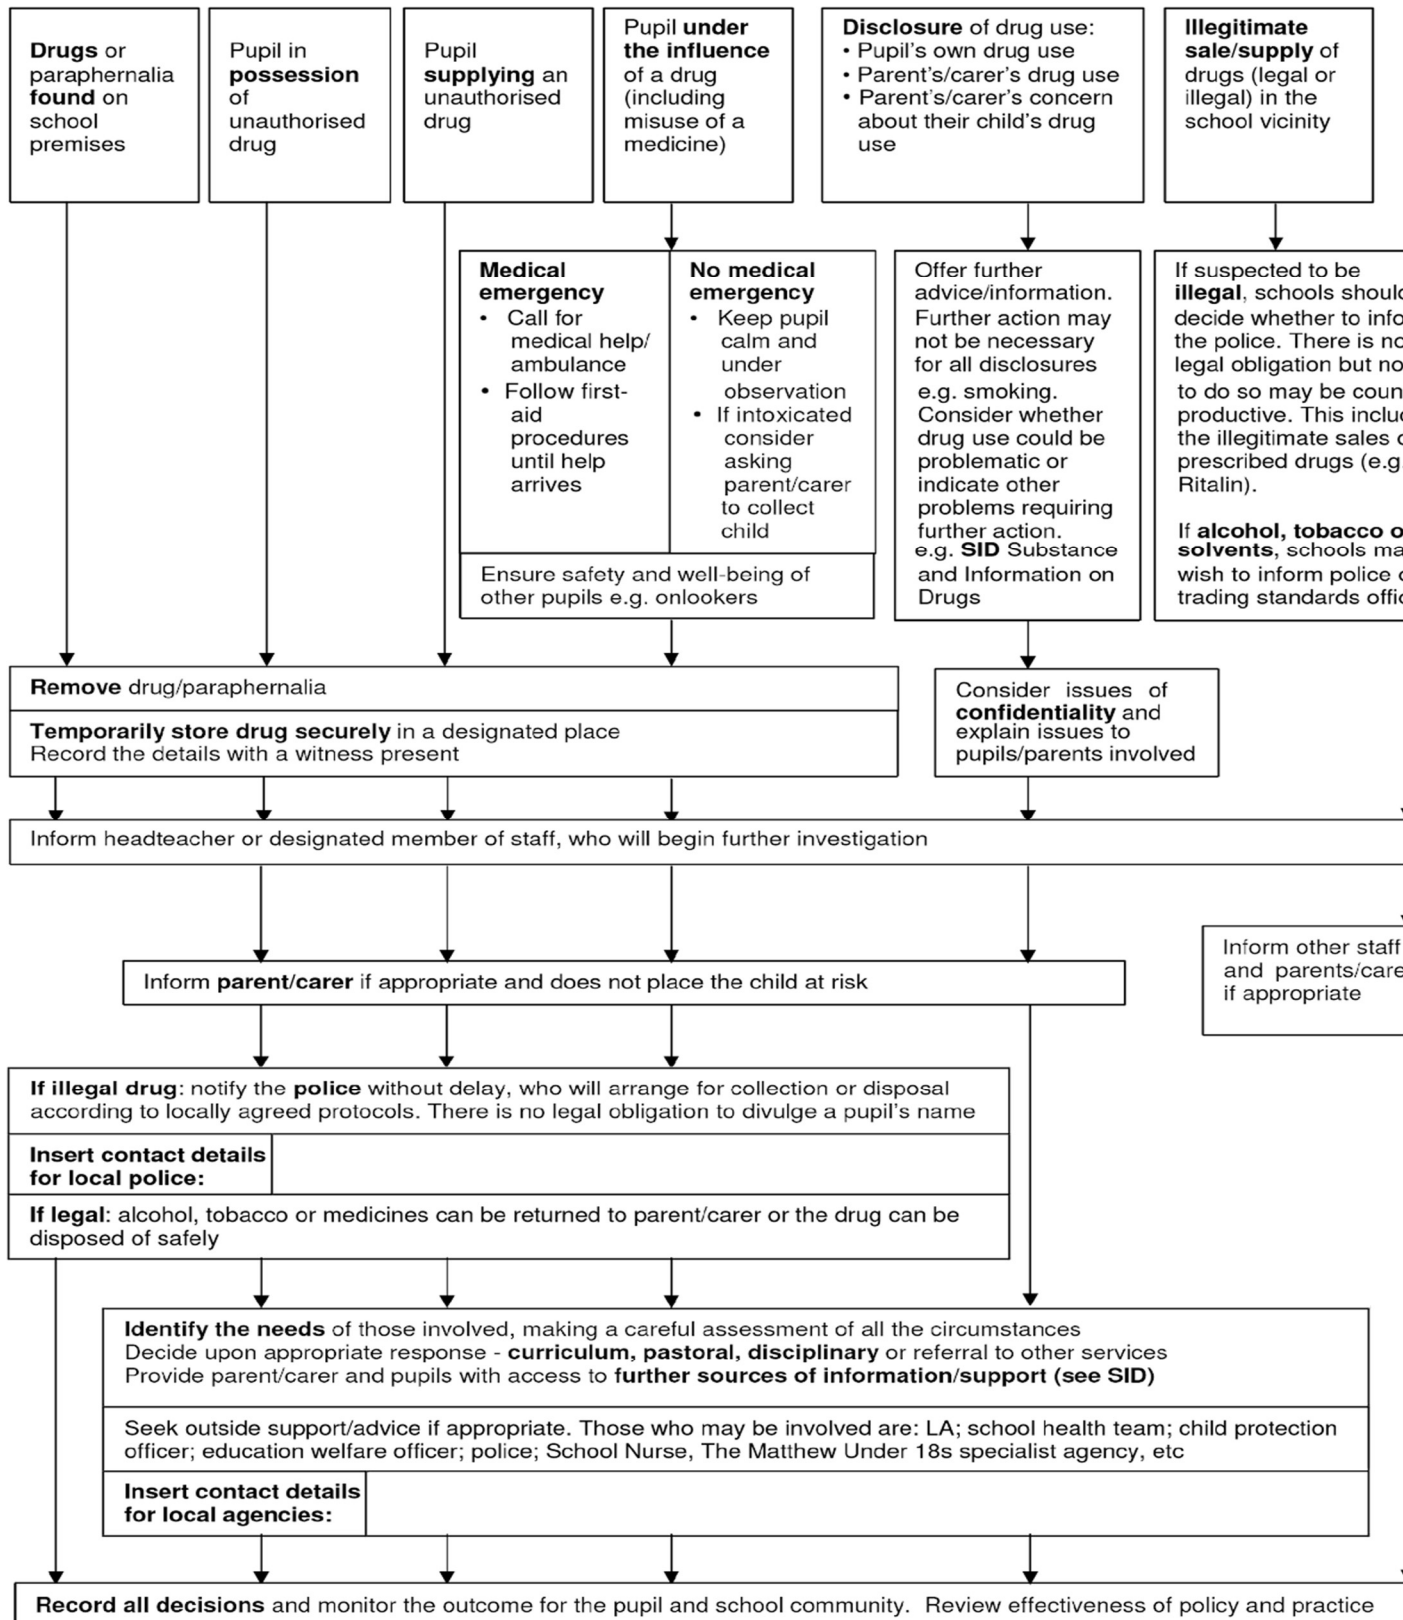 Drugs or
paraphernalia
found on
school
premises
Pupil in
possession
of
unauthorised
drug
Pupil
supplying an
unauthorised
drug
Pupil under
the influence
of a drug
(including
misuse of a
medicine)
Disclosure of drug use:
• Pupil's own drug use
• Parent's/carer's drug use
• Parent's/carer's concern
about their child's drug
use
Illegitimate
sale/supply of
drugs (legal or
illegal) in the
school vicinity
Medical
emergency
• Call for
medical help/
ambulance
• Follow first-
aid
procedures
until help
arrives
No medical
emergency
• Keep pupil
calm and
under
observation
• If intoxicated
consider
asking
parent/carer
to collect
child
Ensure safety and well-being of
other pupils e.g. onlookers
Offer further
advice/information.
Further action may
not be necessary
for all disclosures
e.g. smoking.
Consider whether
drug use could be
problematic or
indicate other
problems requiring
further action.
e.g. SID Substance
and Information on
Drugs
If suspected to be
illegal, schools should
decide whether to
the police. There is
legal obligation but
to do so may be
productive. This
the illegitimate sales
prescribed drugs (e.g.
Ritalin).
If alcohol, tobacco
solvents, schools
wish to inform police
trading standards
Remove drug/paraphernalia
Temporarily store drug securely in a designated place
Record the details with a witness present
Consider issues of
confidentiality and
explain issues to
pupils/parents involved
Inform headteacher or designated member of staff, who will begin further investigation
Inform parent/carer if appropriate and does not place the child at risk
Inform other staff
and
if appropriate
If illegal drug: notify the police without delay, who will arrange for collection or disposal
according to locally agreed protocols. There is no legal obligation to divulge a pupil's name
Insert contact details
for local police:
If legal: alcohol, tobacco or medicines can be returned to parent/carer or the drug can be
disposed of safely
Identify the needs of those involved, making a careful assessment of all the circumstances
Decide upon appropriate response - curriculum, pastoral, disciplinary or referral to other services
Provide parent/carer and pupils with access to further sources of information/support (see SID)
Seek outside support/advice if appropriate. Those who may be involved are: LA; school health team; child protection
officer; education welfare officer; police; School Nurse, The Matthew Under 18s specialist agency, etc
Insert contact details
for local agencies:
Record all decisions and monitor the outcome for the pupil and school community. Review effectiveness of policy and practice